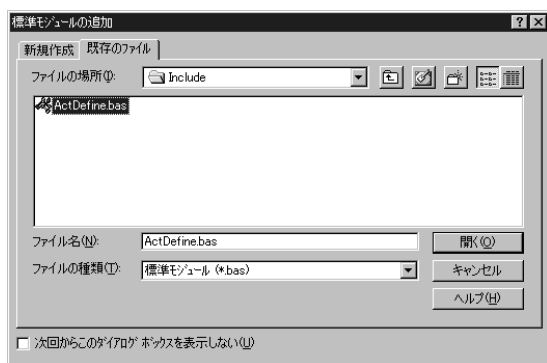 標準ﾓｼﾞｭｰﾙの追加
新規作成 既存のﾌｧｲﾙ
ファイルの場所(I): Include
ActDefine.bas
ファイル名(N): ActDefine.bas 開く(O)
ファイルの種類(T): 標準ﾓｼﾞｭｰﾙ (*.bas) キャンセル
ヘルプ(H)
次回からこのﾀﾞｲｱﾛｸﾞ ﾎﾞｯｸｽを表示しない(U)